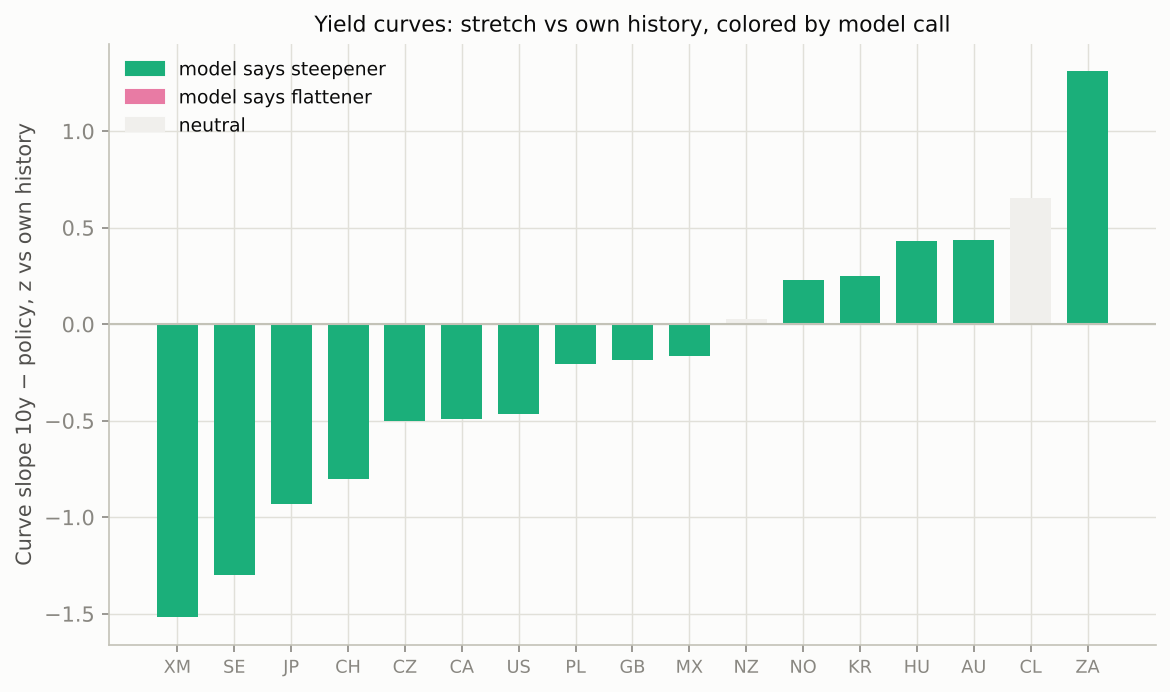 Yield curves: stretch vs own history, colored by model call
model says steepener
model says flattener
neutral
Curve slope 10y − policy, z vs own history
1.0
0.5
0.0
−0.5
−1.0
−1.5
XM SE JP CH CZ CA US PL GB MX NZ NO KR HU AU CL ZA